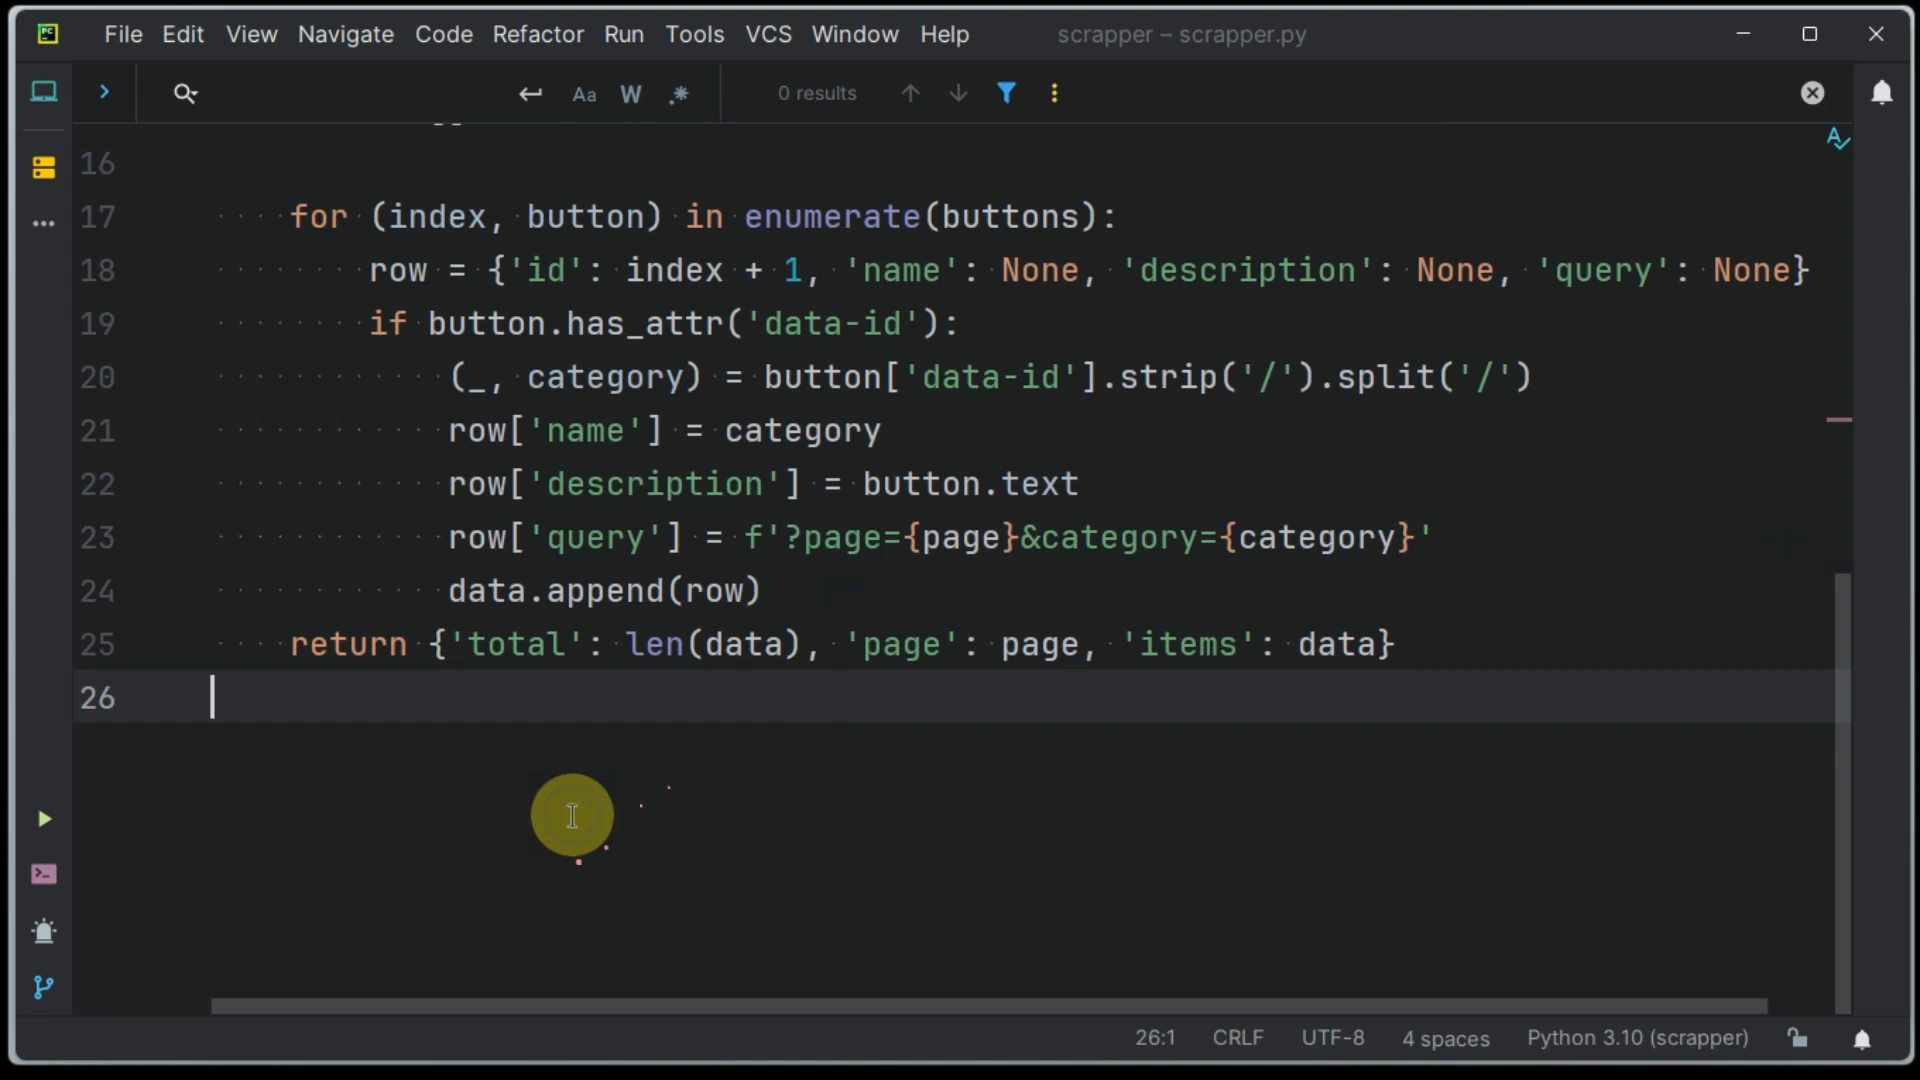 PC File Edit View Navigate Code Refactor Run Tools VCS Window Help scrapper – scrapper.py
Aa W .* 0 results
16
17 for (index, button) in enumerate(buttons):
18 row = {'id': index + 1, 'name': None, 'description': None, 'query': None}
19 if button.has_attr('data-id'):
20 (_, category) = button['data-id'].strip('/').split('/')
21 row['name'] = category
22 row['description'] = button.text
23 row['query'] = f'?page={page}&category={category}'
24 data.append(row)
25 return {'total': len(data), 'page': page, 'items': data}
26
26:1 CRLF UTF-8 4 spaces Python 3.10 (scrapper)